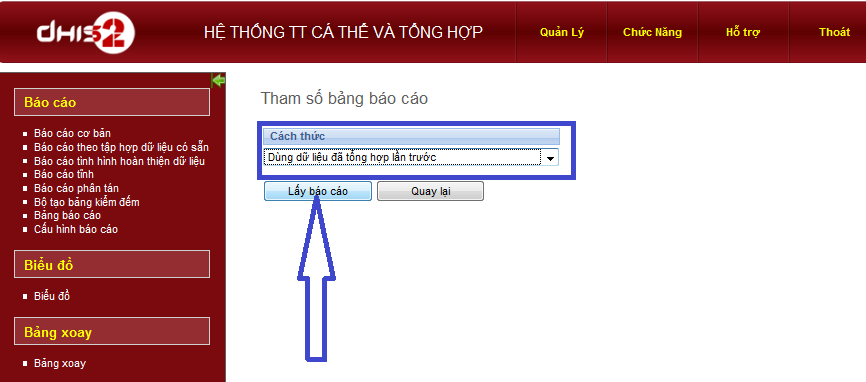 dHIS2
HỆ THỐNG TT CÁ THỂ VÀ TỔNG HỢP
Quản Lý
Chức Năng
Hỗ trợ
Thoát
Báo cáo
Báo cáo cơ bản
Báo cáo theo tập hợp dữ liệu có sẵn
Báo cáo tình hình hoàn thiện dữ liệu
Báo cáo tĩnh
Báo cáo phân tán
Bộ tạo bảng kiểm đếm
Bảng báo cáo
Cấu hình báo cáo
Biểu đồ
Biểu đồ
Bảng xoay
Bảng xoay
Tham số bảng báo cáo
Cách thức
Dùng dữ liệu đã tổng hợp lần trước
Lấy báo cáo
Quay lại